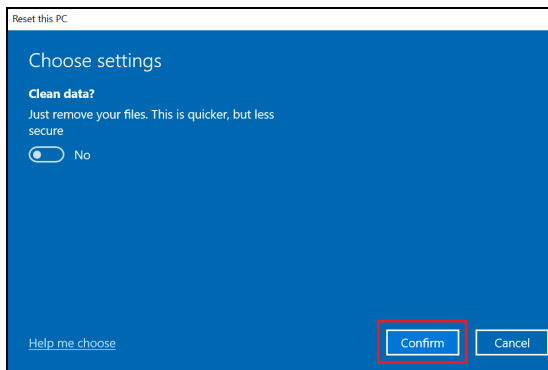 Reset this PC
Choose settings
Clean data?
Just remove your files. This is quicker, but less
secure
No
Help me choose
Confirm
Cancel